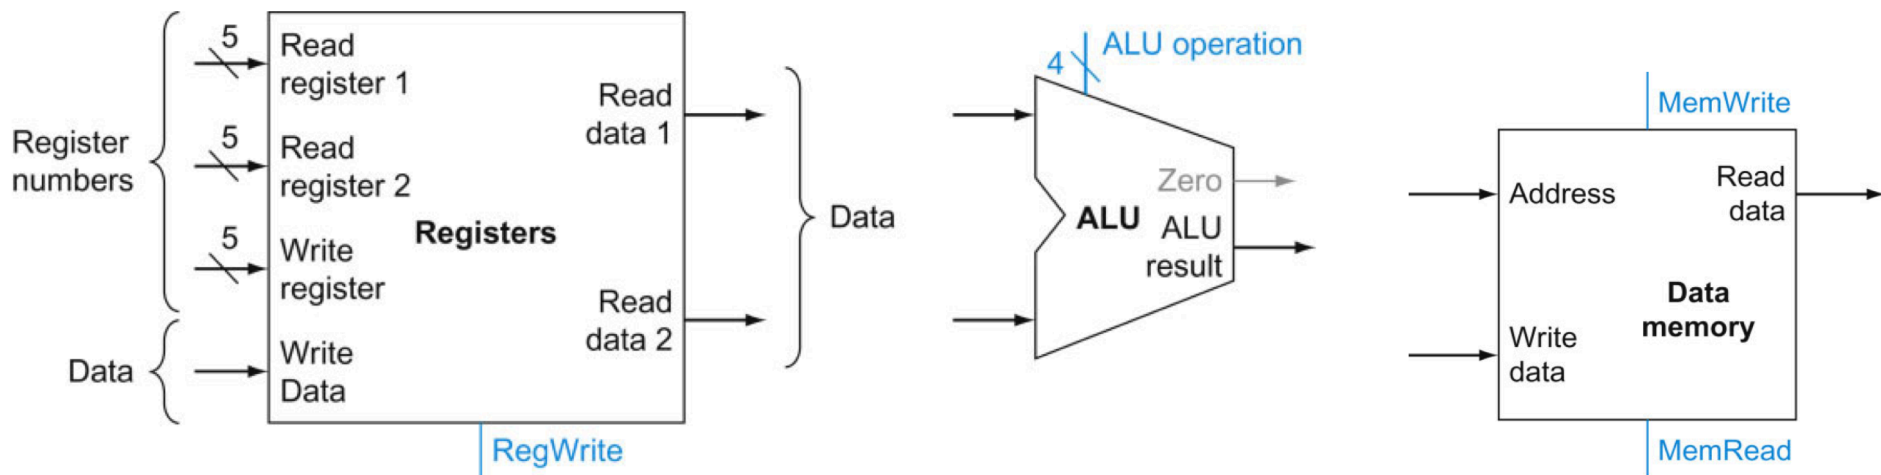 Register
numbers
Data
5
Read
register 1
5
Read
register 2
5
Write
register
Write
Data
Registers
Read
data 1
Read
data 2
RegWrite
Data
4
ALU operation
Zero
ALU
ALU
result
MemWrite
Address
Read
data
Data
memory
Write
data
MemRead